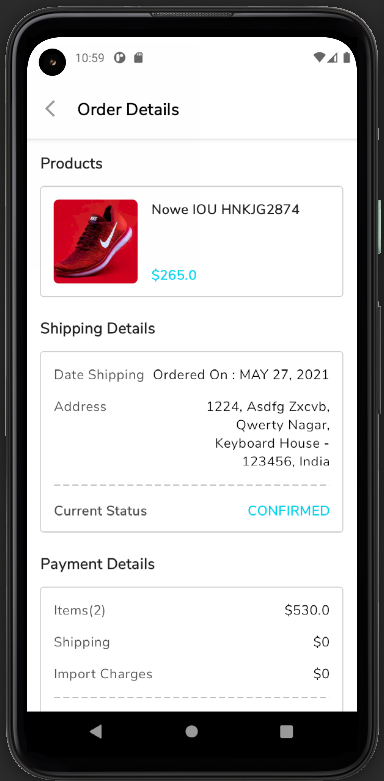 10:59
Order Details
Products
Nowe IOU HNKJG2874
$265.0
Shipping Details
Date Shipping Ordered On : MAY 27, 2021
Address 1224, Asdfg Zxcvb,
Qwerty Nagar,
Keyboard House -
123456, India
Current Status CONFIRMED
Payment Details
Items(2) $530.0
Shipping $0
Import Charges $0